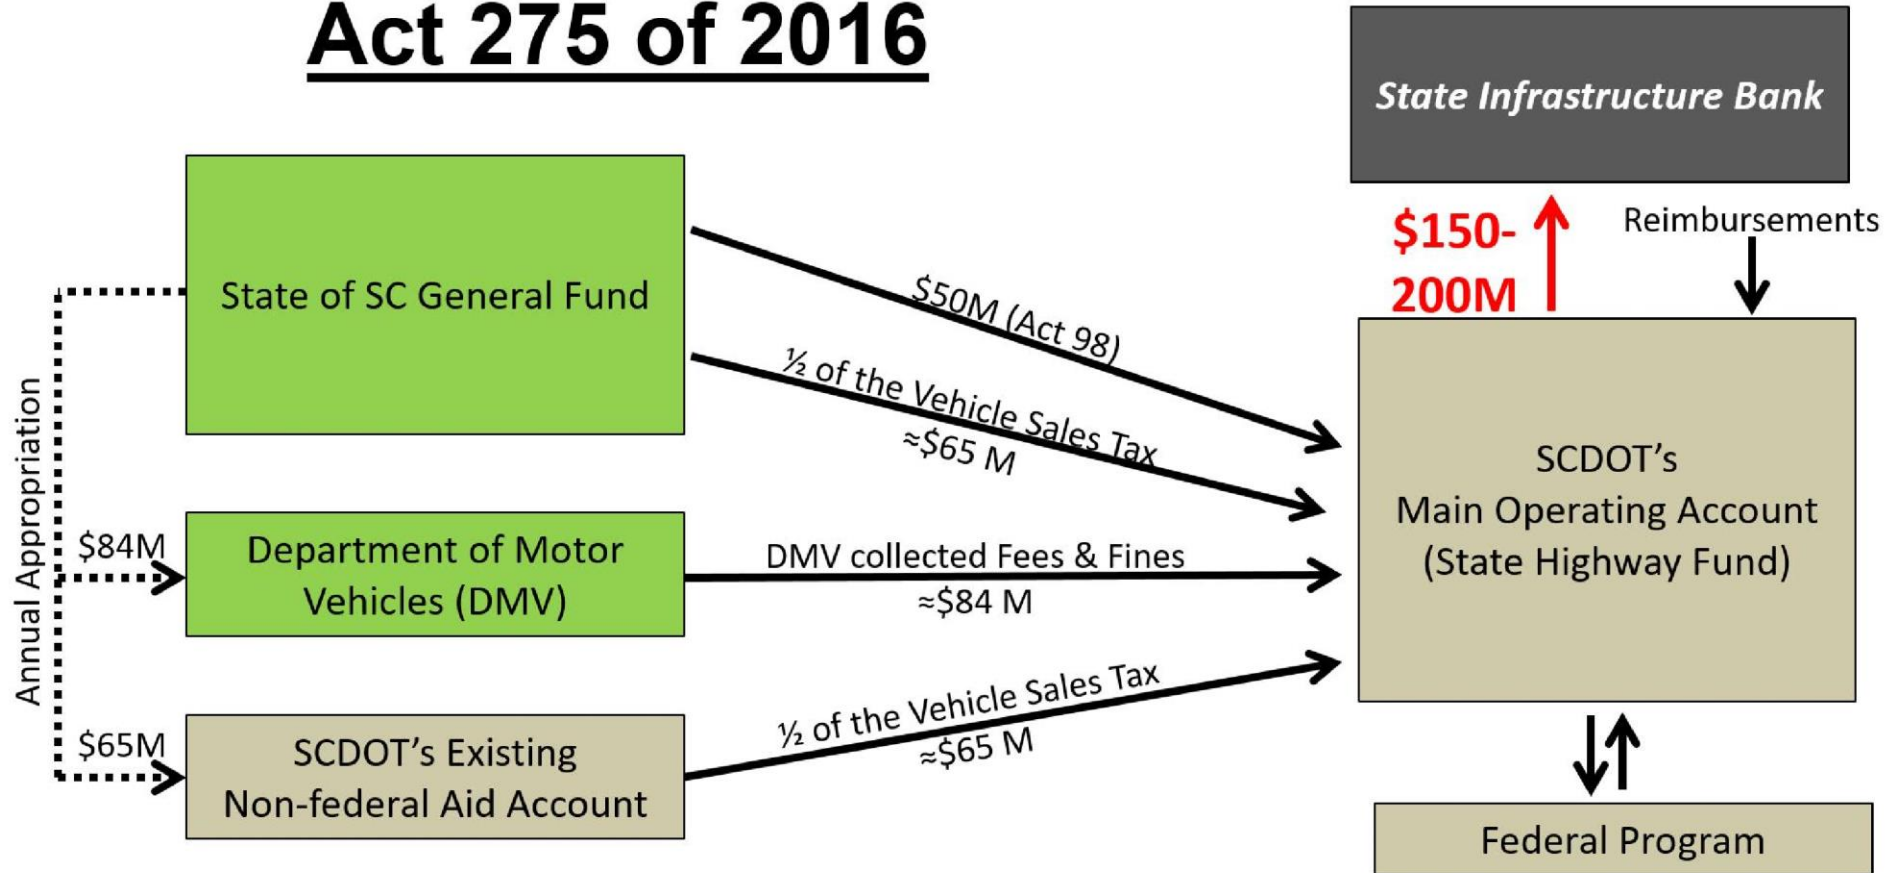 Act 275 of 2016
State Infrastructure Bank
$150-
200M
Reimbursements
State of SC General Fund
$50M (Act 98)
½ of the Vehicle Sales Tax
≈$65 M
Annual Appropriation
$84M
Department of Motor
Vehicles (DMV)
DMV collected Fees & Fines
≈$84 M
SCDOT’s
Main Operating Account
(State Highway Fund)
$65M
SCDOT’s Existing
Non-federal Aid Account
½ of the Vehicle Sales Tax
≈$65 M
Federal Program